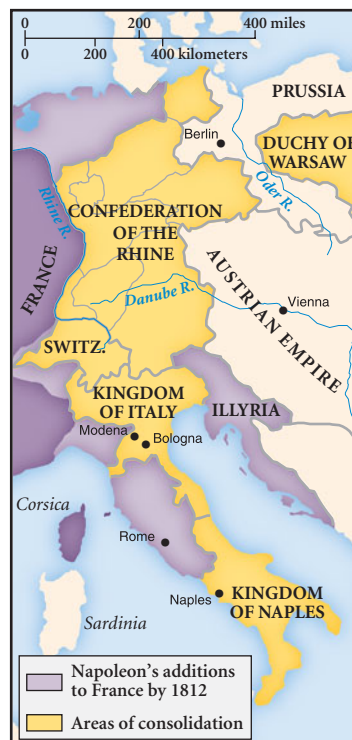 0 200 400 miles
0 200 400 kilometers
PRUSSIA
Berlin
DUCHY OF
WARSAW
Oder R.
Rhine R.
CONFEDERATION
OF THE
RHINE
FRANCE
Danube R.
Vienna
AUSTRIAN EMPIRE
SWITZ.
KINGDOM
OF ITALY
ILLYRIA
Modena
Bologna
Corsica
Rome
Naples
KINGDOM
OF NAPLES
Sardinia
Napoleon's additions
to France by 1812
Areas of consolidation